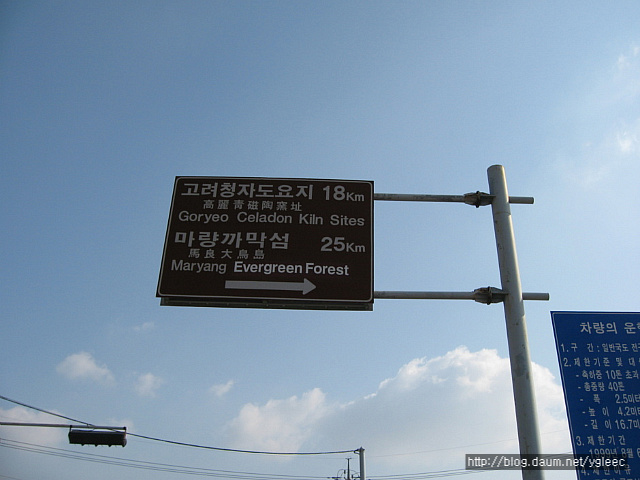 고려청자도요지 18Km
高麗靑磁陶窯址
Goryeo Celadon Kiln Sites
마량까막섬 25Km
馬良大烏島
Maryang Evergreen Forest
차량의 운
1. 구 간 : 일반국도 전구
2. 제한기준 및 대
- 축하중 10톤 초과
- 총중량 40톤
- 폭 2.5미터
- 높이 4.2미터
- 길이 16.7미
3. 제한기간
http://blog.daum.net/ygleec